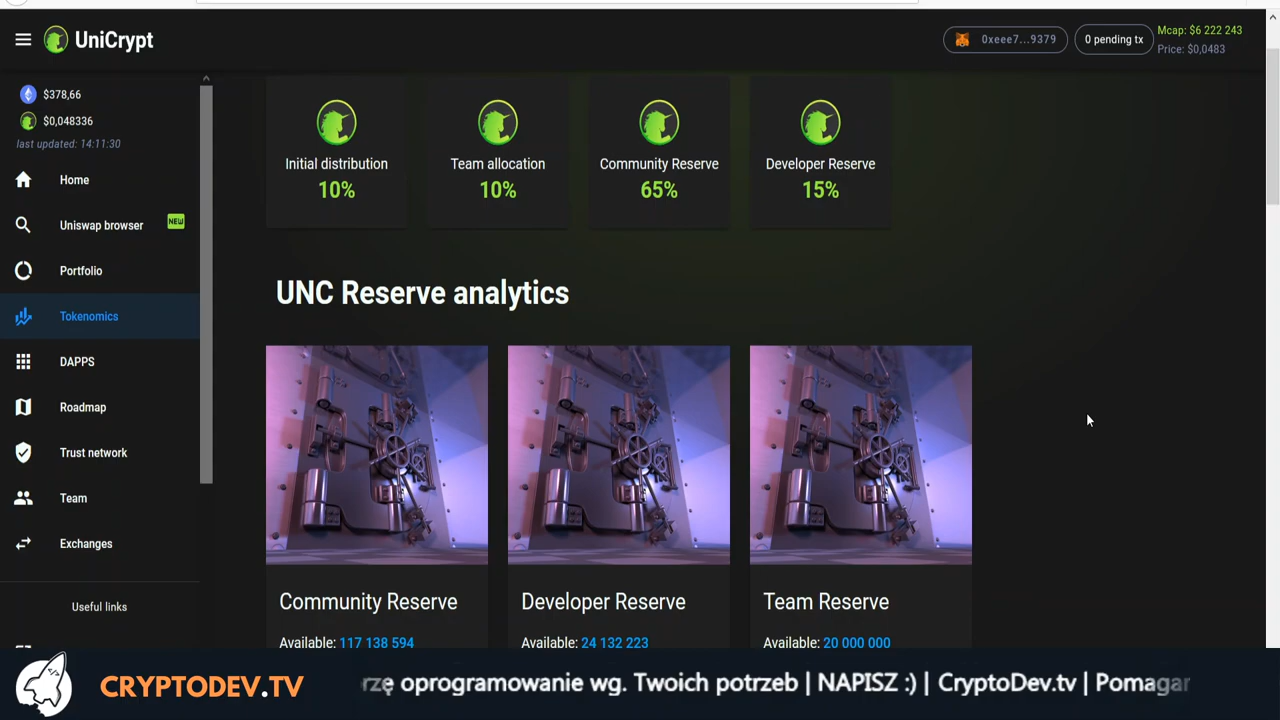 UniCrypt
0xeee7...9379
0 pending tx
Mcap: $6 222 243
Price: $0,0483
$378,66
$0,048336
last updated: 14:11:30
Home
Uniswap browser
NEW
Portfolio
Tokenomics
DAPPS
Roadmap
Trust network
Team
Exchanges
Useful links
Initial distribution
10%
Team allocation
10%
Community Reserve
65%
Developer Reserve
15%
UNC Reserve analytics
Community Reserve
Available: 117 138 594
Developer Reserve
Available: 24 132 223
Team Reserve
Available: 20 000 000
CRYPTODEV.TV
rzę oprogramowanie wg. Twoich potrzeb | NAPISZ :) | CryptoDev.tv | Pomagar